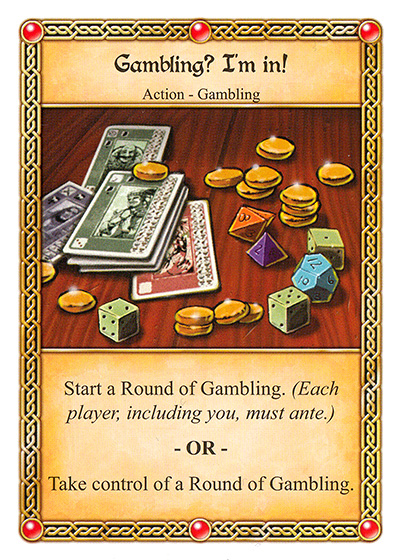 Gambling? I'm in!
Action - Gambling
12
Start a Round of Gambling. (Each
player, including you, must ante.)
- OR -
Take control of a Round of Gambling.